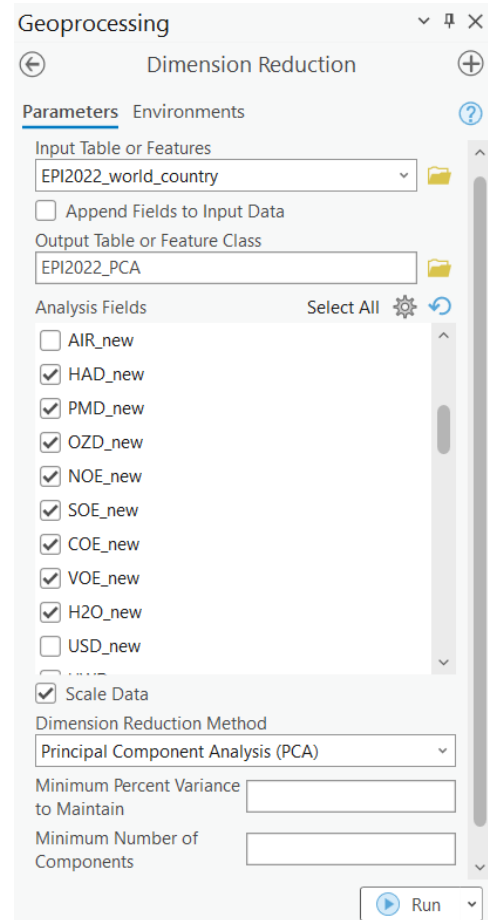 Geoprocessing
Dimension Reduction
Parameters Environments
Input Table or Features
EPI2022_world_country
Append Fields to Input Data
Output Table or Feature Class
EPI2022_PCA
Analysis Fields Select All
AIR_new
HAD_new
PMD_new
OZD_new
NOE_new
SOE_new
COE_new
VOE_new
H2O_new
USD_new
Scale Data
Dimension Reduction Method
Principal Component Analysis (PCA)
Minimum Percent Variance
to Maintain
Minimum Number of
Components
Run